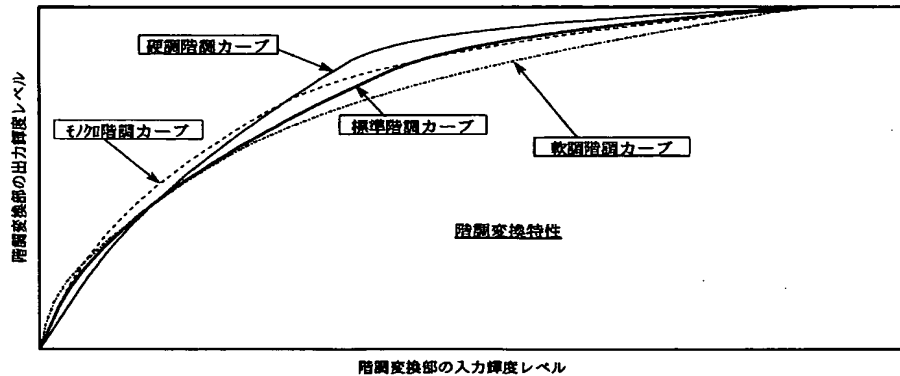 硬調階調カーブ
モノクロ階調カーブ
標準階調カーブ
軟調階調カーブ
階調変換特性
階調変換部の出力輝度レベル
階調変換部の入力輝度レベル